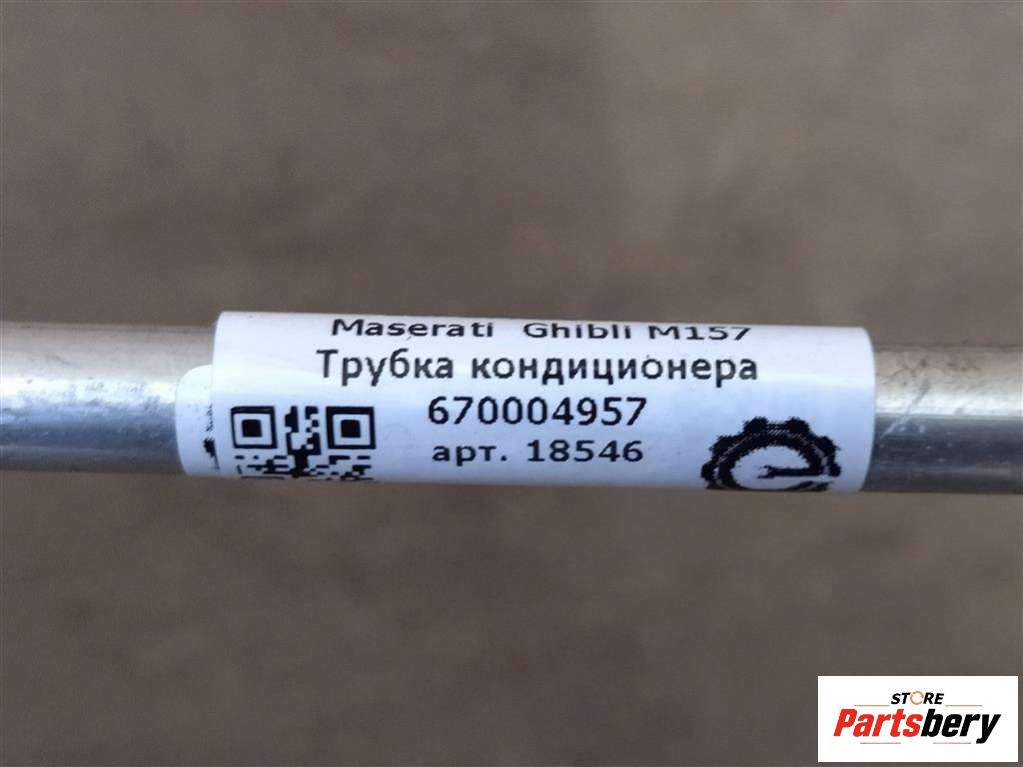 Maserati Ghibli M157
Трубка кондиционера
670004957
арт. 18546
STORE
Partsbery